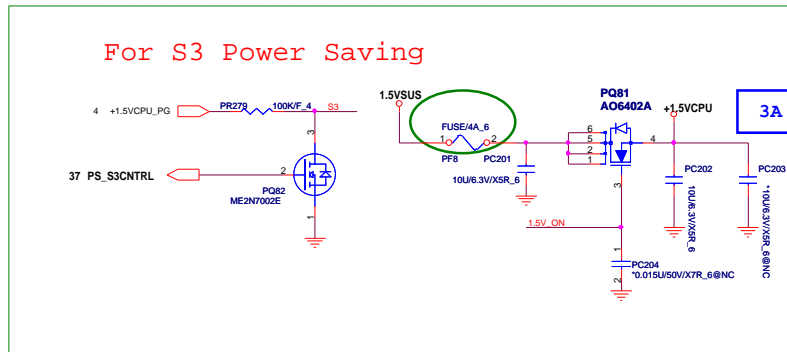 For S3 Power Saving
4 +1.5VCPU_PG
PR279 100K/F_4 S3
3
37 PS_S3CNTRL
2
PQ82
ME2N7002E
1
1.5VSUS
FUSE/4A_6
1 2
PF8 PC201
10U/6.3V/X5R_6
PQ81
AO6402A
6
5
2
1
4
3
+1.5VCPU
3A
PC202
10U/6.3V/X5R_6
PC203
*10U/6.3V/X5R_6@NC
1.5V_ON
1
PC204
*0.015U/50V/X7R_6@NC
2